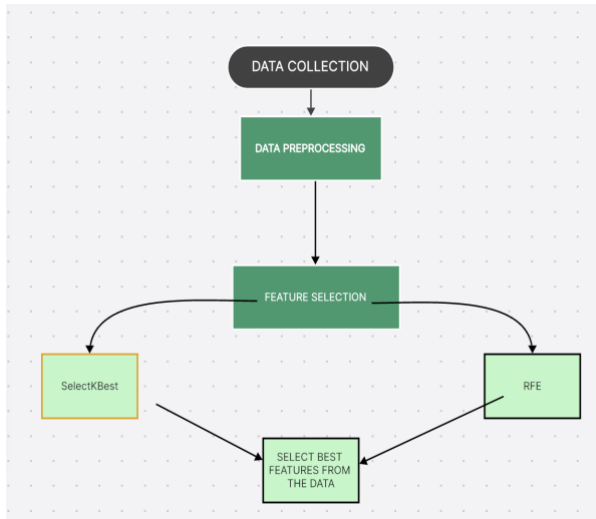 DATA COLLECTION
DATA PREPROCESSING
FEATURE SELECTION
SelectKBest
RFE
SELECT BEST
FEATURES FROM
THE DATA